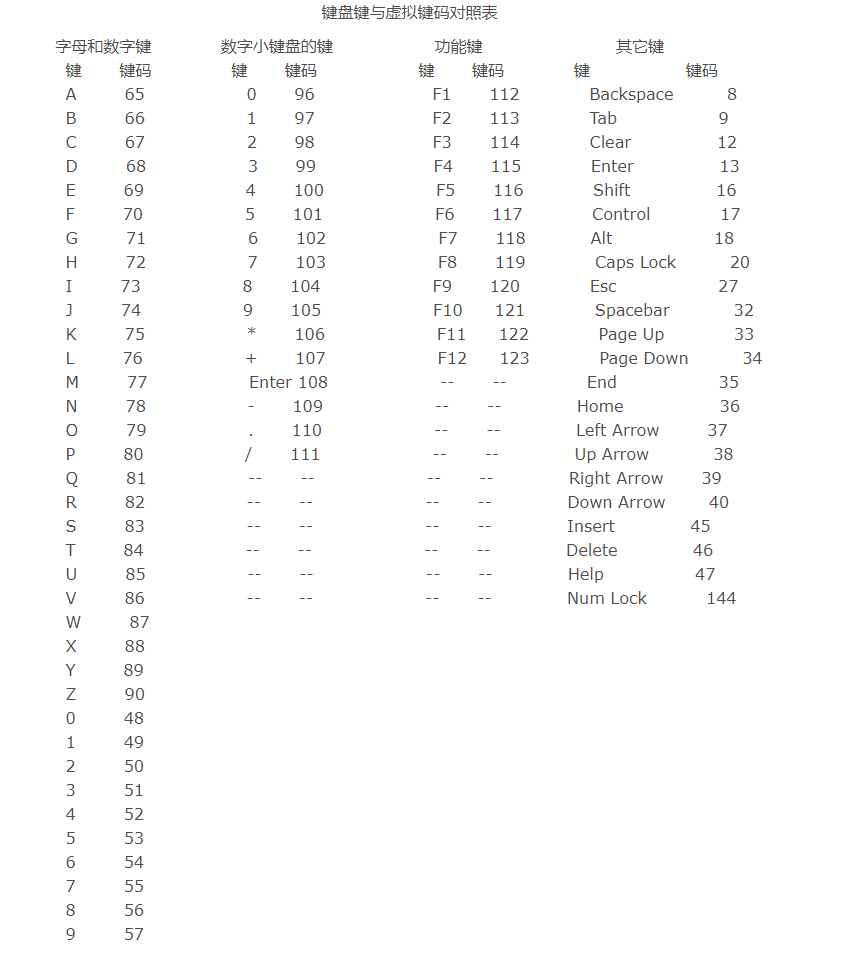 键盘键与虚拟键码对照表
字母和数字键 数字小键盘的键 功能键 其它键
键 键码 键 键码 键 键码 键 键码
A 65 0 96 F1 112 Backspace 8
B 66 1 97 F2 113 Tab 9
C 67 2 98 F3 114 Clear 12
D 68 3 99 F4 115 Enter 13
E 69 4 100 F5 116 Shift 16
F 70 5 101 F6 117 Control 17
G 71 6 102 F7 118 Alt 18
H 72 7 103 F8 119 Caps Lock 20
I 73 8 104 F9 120 Esc 27
J 74 9 105 F10 121 Spacebar 32
K 75 * 106 F11 122 Page Up 33
L 76 + 107 F12 123 Page Down 34
M 77 Enter 108 -- -- End 35
N 78 - 109 -- -- Home 36
O 79 . 110 -- -- Left Arrow 37
P 80 / 111 -- -- Up Arrow 38
Q 81 -- -- -- -- Right Arrow 39
R 82 -- -- -- -- Down Arrow 40
S 83 -- -- -- -- Insert 45
T 84 -- -- -- -- Delete 46
U 85 -- -- -- -- Help 47
V 86 -- -- -- -- Num Lock 144
W 87
X 88
Y 89
Z 90
0 48
1 49
2 50
3 51
4 52
5 53
6 54
7 55
8 56
9 57